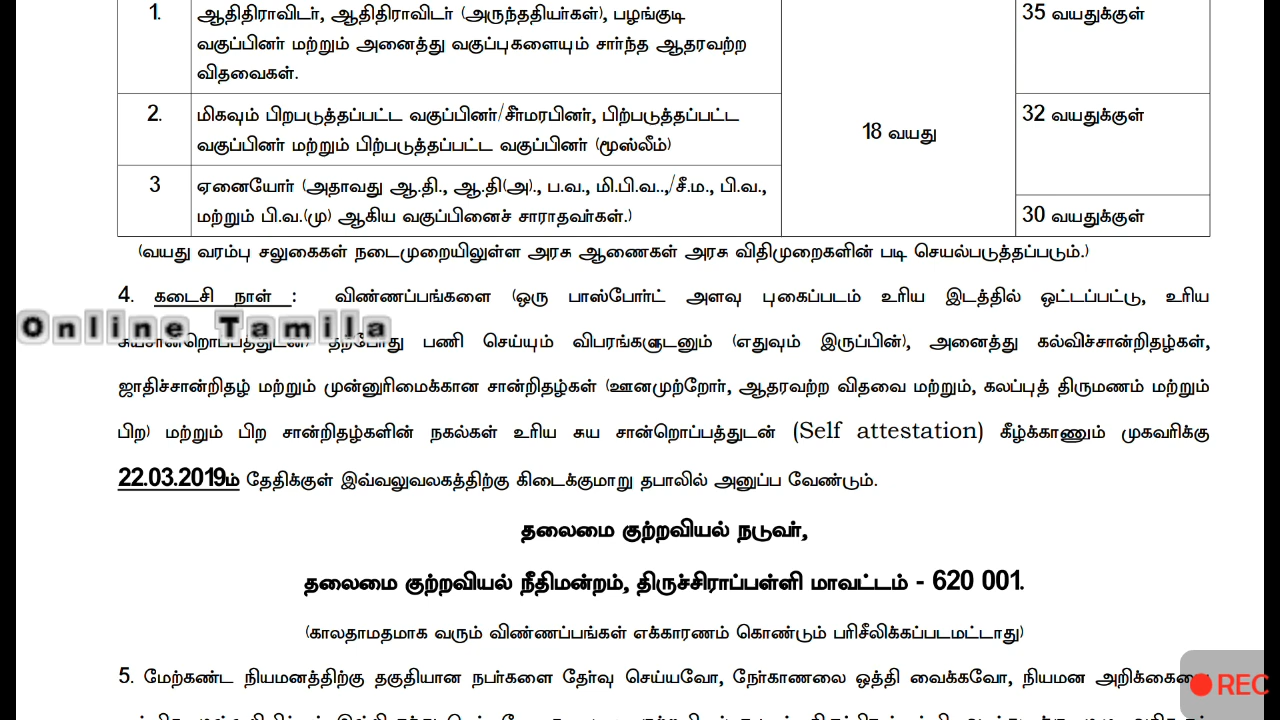 1. ஆதிதிராவிடர், ஆதிதிராவிடர் (அருந்ததியர்கள்), பழங்குடி 35 வயதுக்குள்
வகுப்பினர் மற்றும் அனைத்து வகுப்புகளையும் சார்ந்த ஆதரவற்ற
விதவைகள்.
2. மிகவும் பிறபடுத்தப்பட்ட வகுப்பினர்/சீர்மரபினர், பிற்படுத்தப்பட்ட 32 வயதுக்குள்
வகுப்பினர் மற்றும் பிற்படுத்தப்பட்ட வகுப்பினர் (முஸ்லீம்)
18 வயது
3 ஏனையோர் (அதாவது ஆ.தி., ஆ.தி(அ)., ப.வ., மி.பி.வ..,/சீ.ம., பி.வ.,
மற்றும் பி.வ.(மு) ஆகிய வகுப்பினைச் சாராதவர்கள்.) 30 வயதுக்குள்
(வயது வரம்பு சலுகைகள் நடைமுறையிலுள்ள அரசு ஆணைகள் அரசு விதிமுறைகளின் படி செயல்படுத்தப்படும்.)
4. கடைசி நாள் : விண்ணப்பங்களை (ஒரு பாஸ்போர்ட் அளவு புகைப்படம் உரிய இடத்தில் ஒட்டப்பட்டு, உரிய
Online Tamila
சுயசான்றொப்பத்துடன்) தற்போது பணி செய்யும் விபரங்களுடனும் (எதுவும் இருப்பின்), அனைத்து கல்விச்சான்றிதழ்கள்,
ஜாதிச்சான்றிதழ் மற்றும் முன்னுரிமைக்கான சான்றிதழ்கள் (ஊனமுற்றோர், ஆதரவற்ற விதவை மற்றும், கலப்புத் திருமணம் மற்றும்
பிற) மற்றும் பிற சான்றிதழ்களின் நகல்கள் உரிய சுய சான்றொப்பத்துடன் (Self attestation) கீழ்க்காணும் முகவரிக்கு
22.03.2019ம் தேதிக்குள் இவ்வலுவலகத்திற்கு கிடைக்குமாறு தபாலில் அனுப்ப வேண்டும்.
தலைமை குற்றவியல் நடுவர்,
தலைமை குற்றவியல் நீதிமன்றம், திருச்சிராப்பள்ளி மாவட்டம் - 620 001.
(காலதாமதமாக வரும் விண்ணப்பங்கள் எக்காரணம் கொண்டும் பரிசீலிக்கப்படமட்டாது)
5. மேற்கண்ட நியமனத்திற்கு தகுதியான நபர்களை தேர்வு செய்யவோ, நேர்காணலை ஒத்தி வைக்கவோ, நியமன அறிக்கையை
REC